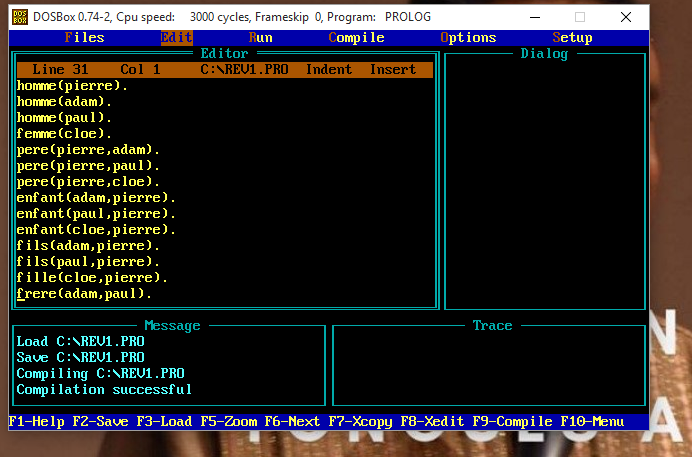 DOSBox 0.74-2, Cpu speed: 3000 cycles, Frameskip 0, Program: PROLOG
Files Edit Run Compile Options Setup
Editor
Line 31 Col 1 C:\REV1.PRO Indent Insert
homme(pierre).
homme(adam).
homme(paul).
femme(cloe).
pere(pierre,adam).
pere(pierre,paul).
pere(pierre,cloe).
enfant(adam,pierre).
enfant(paul,pierre).
enfant(cloe,pierre).
fils(adam,pierre).
fils(paul,pierre).
fille(cloe,pierre).
frere(adam,paul).
Dialog
Message
Load C:\REV1.PRO
Save C:\REV1.PRO
Compiling C:\REV1.PRO
Compilation successful
Trace
F1-Help F2-Save F3-Load F5-Zoom F6-Next F7-Xcopy F8-Xedit F9-Compile F10-Menu